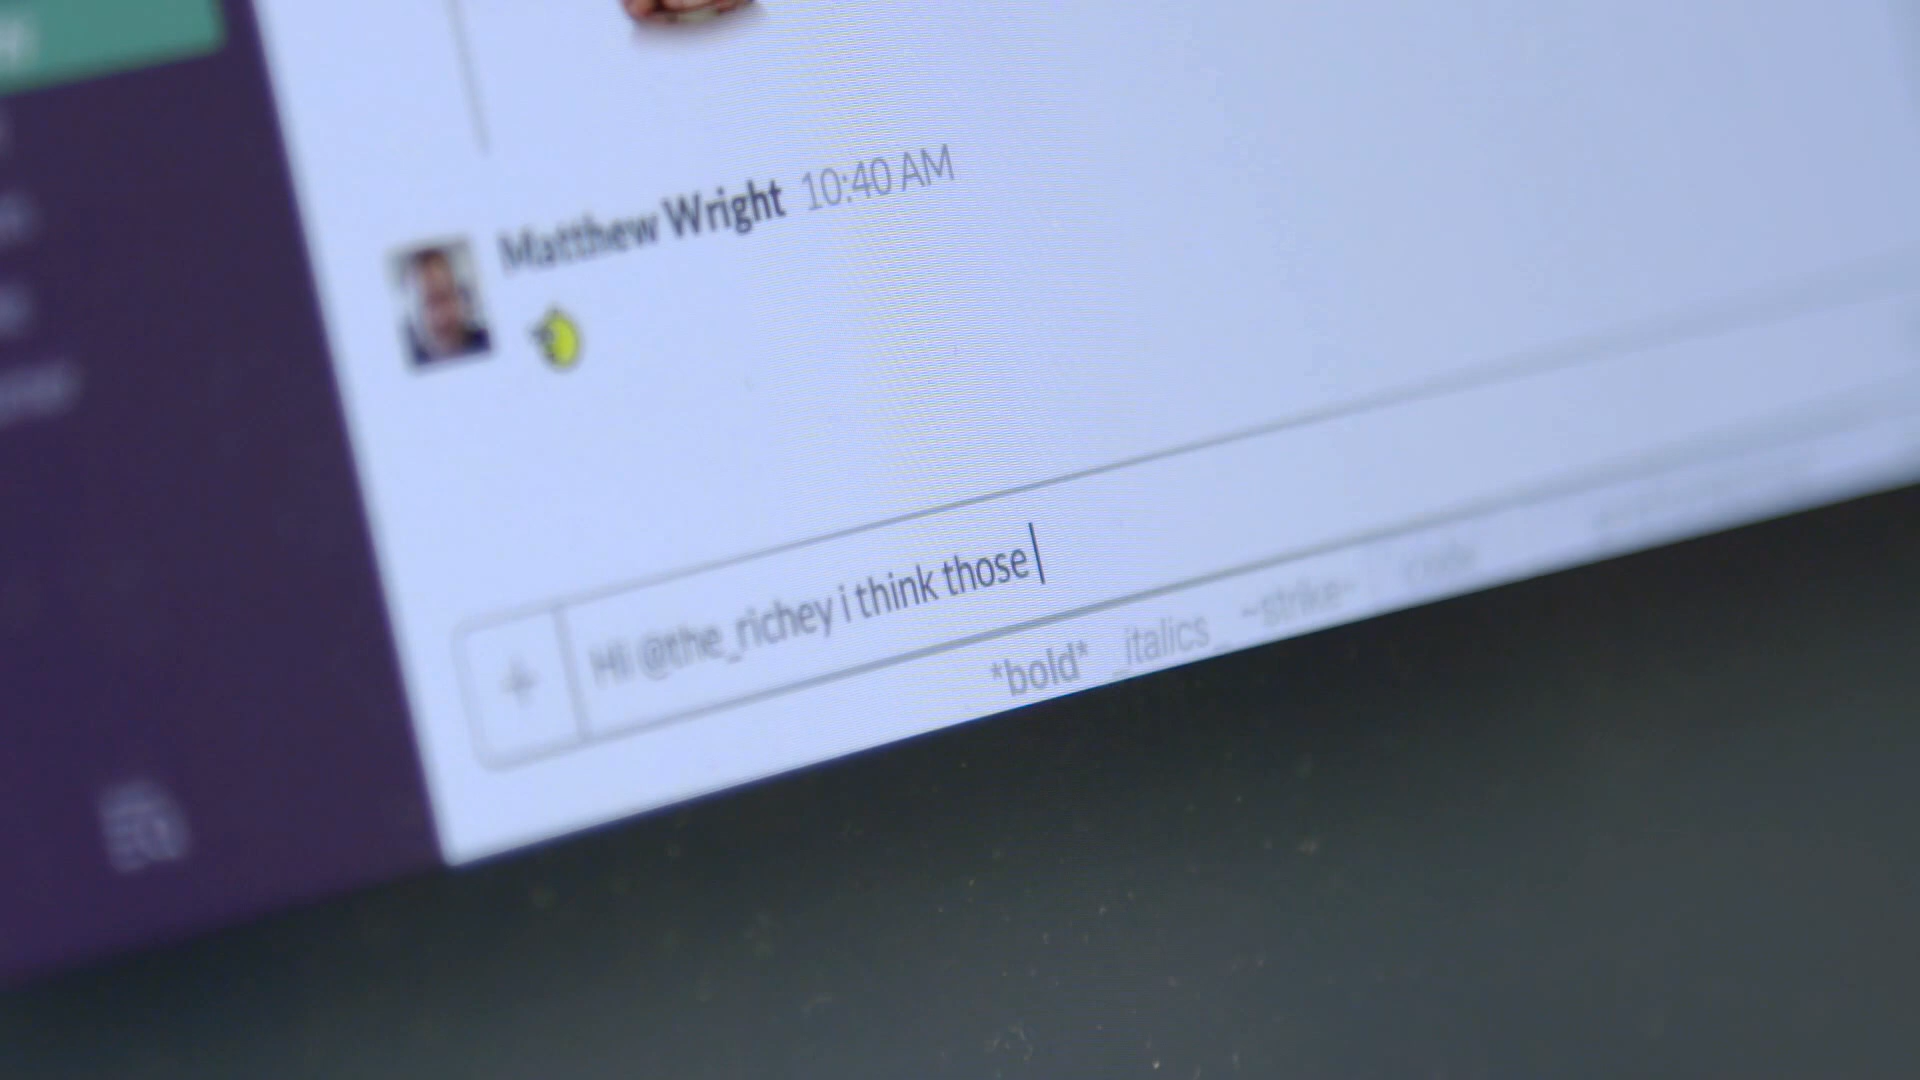 Matthew Wright 10:40 AM
Hi @the_richey i think those
*bold* _italics_ ~strike~